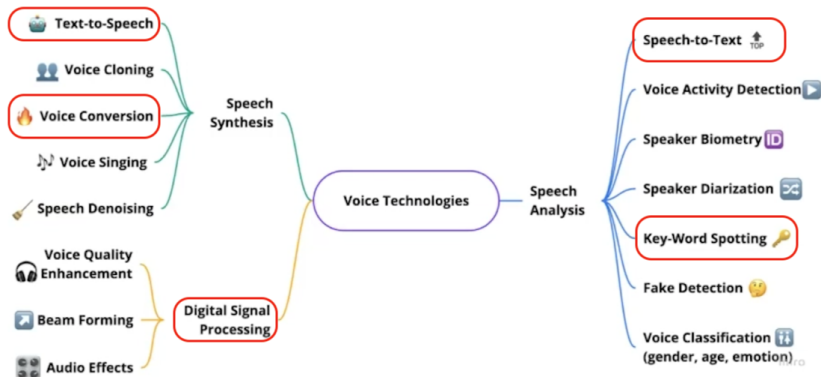 Text-to-Speech
Voice Cloning
Voice Conversion
Voice Singing
Speech Denoising
Speech
Synthesis
Voice Quality
Enhancement
Beam Forming
Audio Effects
Digital Signal
Processing
Voice Technologies
Speech
Analysis
Speech-to-Text TOP
Voice Activity Detection
Speaker Biometry ID
Speaker Diarization
Key-Word Spotting
Fake Detection
Voice Classification
(gender, age, emotion)
miro